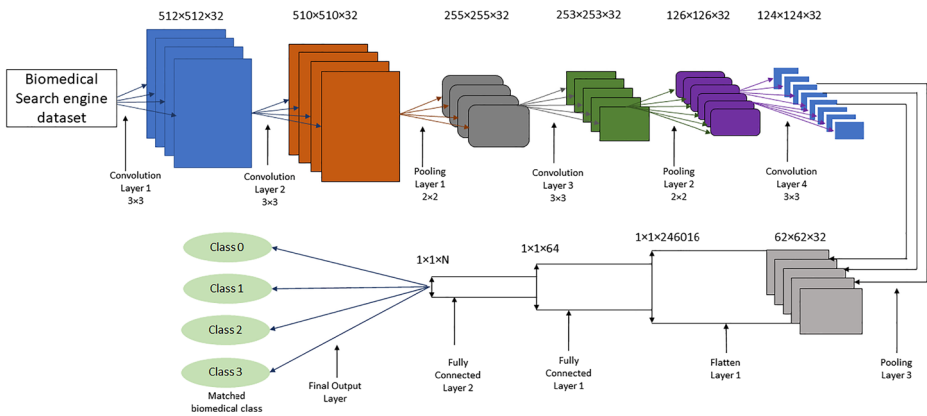 512×512×32
510×510×32
255×255×32
253×253×32
126×126×32
124×124×32
Biomedical
Search engine
dataset
Convolution
Layer 1
3×3
Convolution
Layer 2
3×3
Pooling
Layer 1
2×2
Convolution
Layer 3
3×3
Pooling
Layer 2
2×2
Convolution
Layer 4
3×3
Class 0
Class 1
Class 2
Class 3
Matched
biomedical class
Final Output
Layer
1×1×N
Fully
Connected
Layer 2
1×1×64
Fully
Connected
Layer 1
1×1×246016
Flatten
Layer 1
62×62×32
Pooling
Layer 3